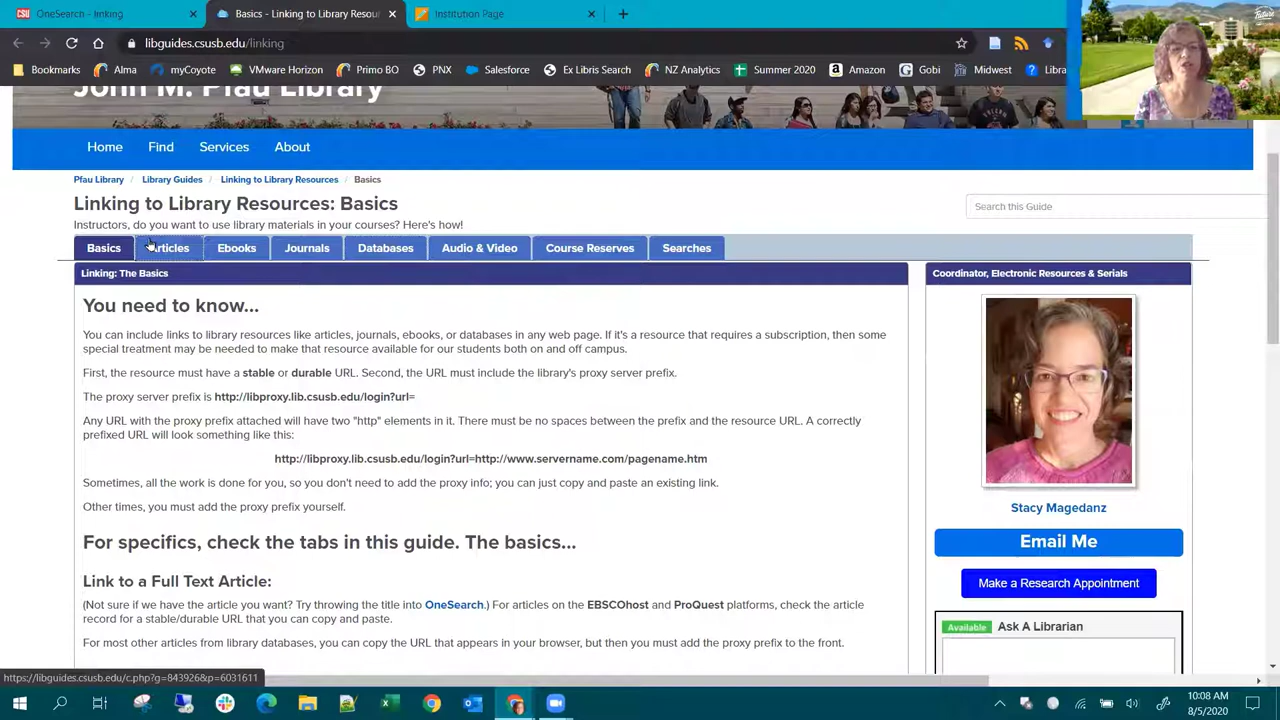 CSU OneSearch - linking
Basics - Linking to Library Resour
Institution Page
libguides.csusb.edu/linking
Bookmarks Alma myCoyote VMware Horizon Primo BO PNX Salesforce Ex Libris Search NZ Analytics Summer 2020 Amazon Gobi Midwest Libra
John M. Pfau Library
Home Find Services About
Pfau Library / Library Guides / Linking to Library Resources / Basics
Linking to Library Resources: Basics
Search this Guide
Instructors, do you want to use library materials in your courses? Here's how!
Basics Articles Ebooks Journals Databases Audio & Video Course Reserves Searches
Linking: The Basics
You need to know...
You can include links to library resources like articles, journals, ebooks, or databases in any web page. If it's a resource that requires a subscription, then some
special treatment may be needed to make that resource available for our students both on and off campus.
First, the resource must have a stable or durable URL. Second, the URL must include the library's proxy server prefix.
The proxy server prefix is http://libproxy.lib.csusb.edu/login?url=
Any URL with the proxy prefix attached will have two "http" elements in it. There must be no spaces between the prefix and the resource URL. A correctly
prefixed URL will look something like this:
http://libproxy.lib.csusb.edu/login?url=http://www.servername.com/pagename.htm
Sometimes, all the work is done for you, so you don't need to add the proxy info; you can just copy and paste an existing link.
Other times, you must add the proxy prefix yourself.
For specifics, check the tabs in this guide. The basics...
Link to a Full Text Article:
(Not sure if we have the article you want? Try throwing the title into OneSearch.) For articles on the EBSCOhost and ProQuest platforms, check the article
record for a stable/durable URL that you can copy and paste.
For most other articles from library databases, you can copy the URL that appears in your browser, but then you must add the proxy prefix to the front.
Coordinator, Electronic Resources & Serials
Stacy Magedanz
Email Me
Make a Research Appointment
Available Ask A Librarian
https://libguides.csusb.edu/c.php?g=843926&p=6031611
10:08 AM
8/5/2020